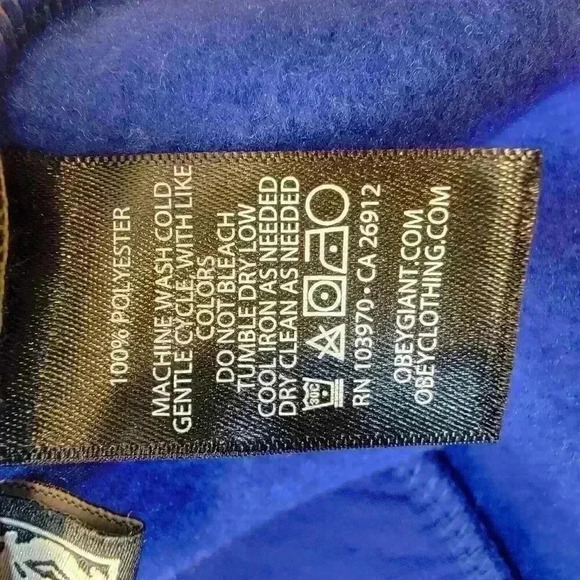 100% POLYESTER
MACHINE WASH COLD
GENTLE CYCLE, WITH LIKE
COLORS
DO NOT BLEACH
TUMBLE DRY LOW
COOL IRON AS NEEDED
DRY CLEAN AS NEEDED
30C
RN 103970 • CA 26912
OBEYGIANT.COM
OBEYCLOTHING.COM